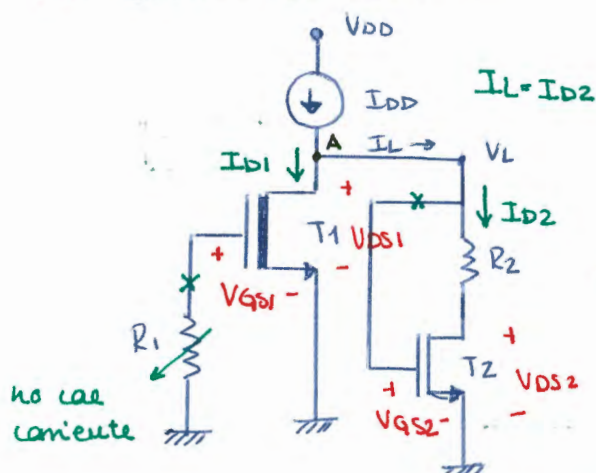 VDD
IDD
IL = ID2
A
IL →
VL
ID1
ID2
+
T1
VDS1
+
-
VGS1 -
R2
R1
T2
+
VDS2
+
VGS2 -
-
no cae
corriente